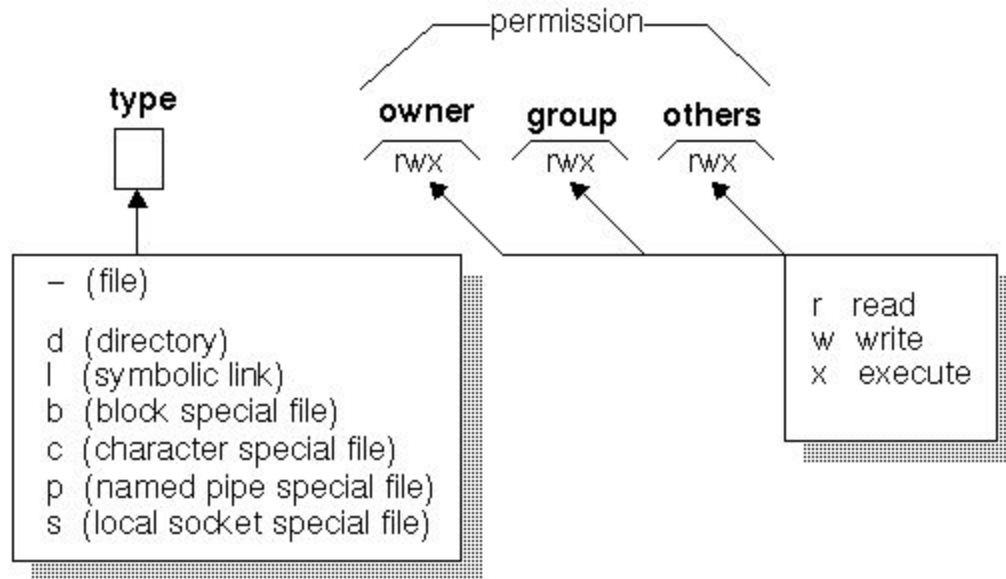 permission
type
owner group others
rwx rwx rwx
– (file)
d (directory)
l (symbolic link)
b (block special file)
c (character special file)
p (named pipe special file)
s (local socket special file)
r read
w write
x execute